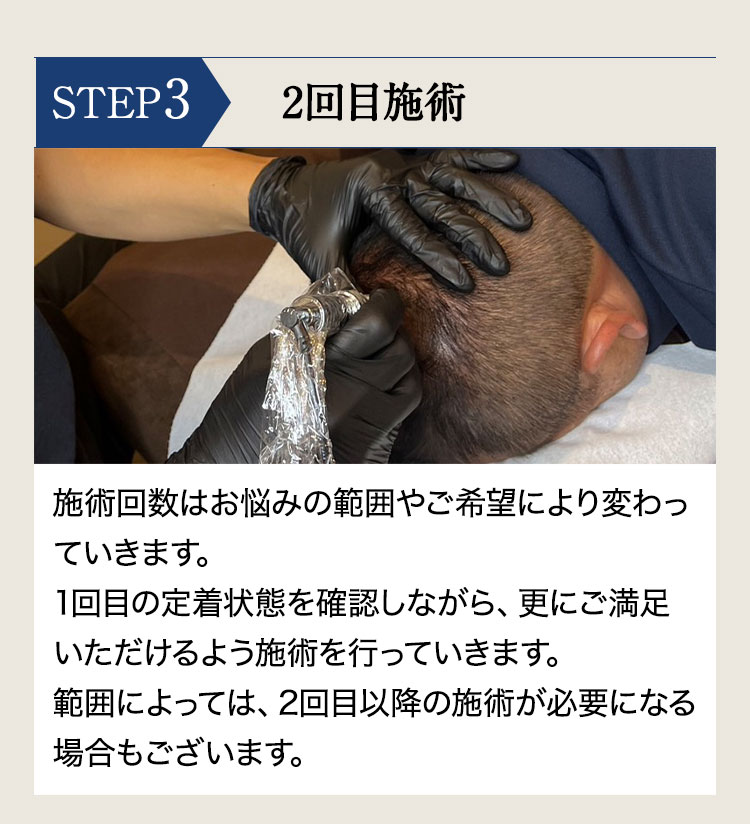 STEP3
2回目施術
施術回数はお悩みの範囲やご希望により変わっ
ていきます。
1回目の定着状態を確認しながら、更にご満足
いただけるよう施術を行っていきます。
範囲によっては、2回目以降の施術が必要になる
場合もございます。